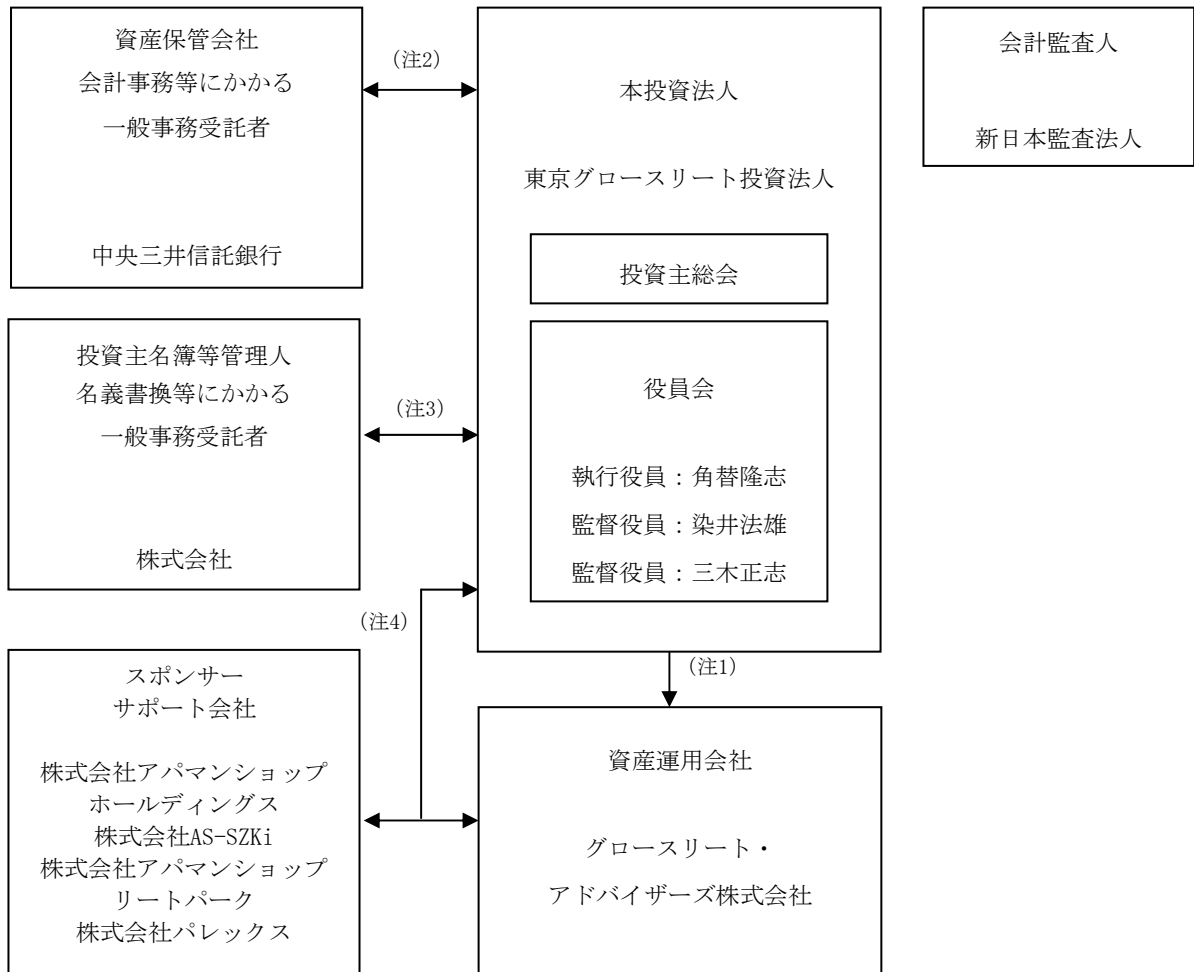 資産保管会社
会計事務等にかかる
一般事務受託者
中央三井信託銀行
(注2)
本投資法人
東京グロースリート投資法人
投資主総会
役員会
執行役員：角替隆志
監督役員：染井法雄
監督役員：三木正志
会計監査人
新日本監査法人
投資主名簿等管理人
名義書換等にかかる
一般事務受託者
株式会社
(注3)
(注4)
(注1)
スポンサー
サポート会社
株式会社アパマンショップ
ホールディングス
株式会社AS-SZKi
株式会社アパマンショップ
リートパーク
株式会社パレックス
資産運用会社
グロースリート・
アドバイザーズ株式会社